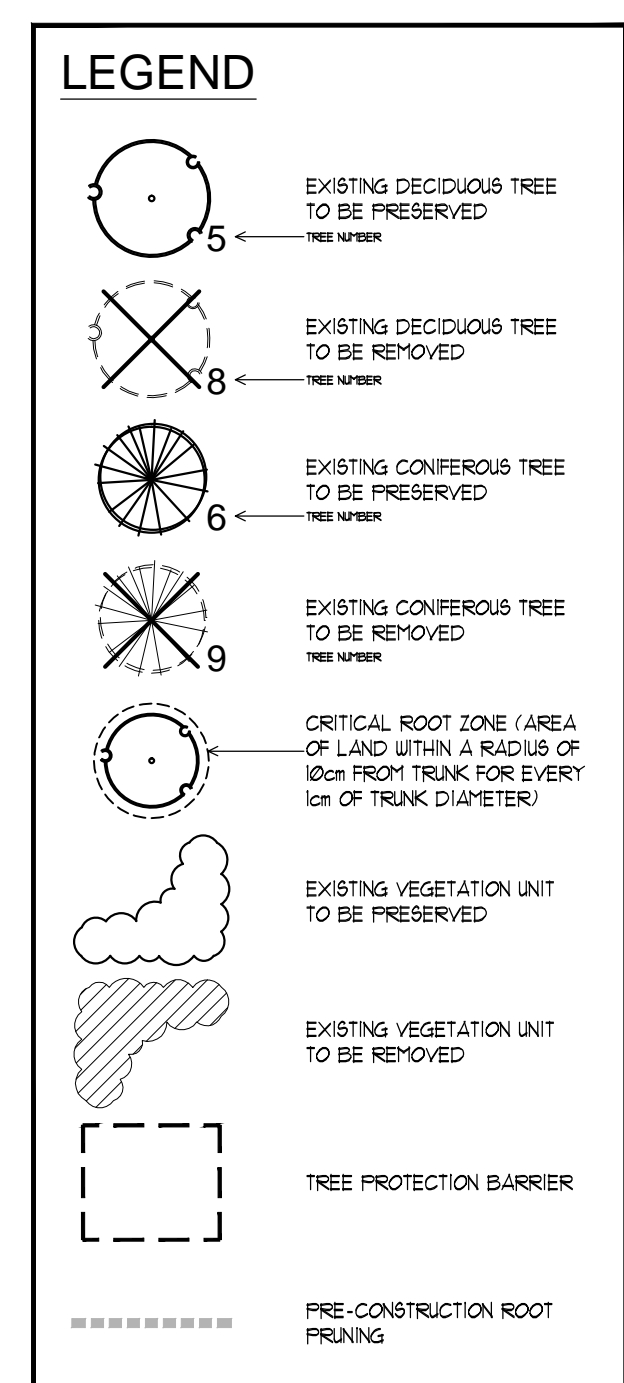 LEGEND
EXISTING DECIDUOUS TREE
TO BE PRESERVED
5 TREE NUMBER
EXISTING DECIDUOUS TREE
TO BE REMOVED
8 TREE NUMBER
EXISTING CONIFEROUS TREE
TO BE PRESERVED
6 TREE NUMBER
EXISTING CONIFEROUS TREE
TO BE REMOVED
9 TREE NUMBER
CRITICAL ROOT ZONE (AREA
OF LAND WITHIN A RADIUS OF
10cm FROM TRUNK FOR EVERY
1cm OF TRUNK DIAMETER)
EXISTING VEGETATION UNIT
TO BE PRESERVED
EXISTING VEGETATION UNIT
TO BE REMOVED
TREE PROTECTION BARRIER
PRE-CONSTRUCTION ROOT
PRUNING